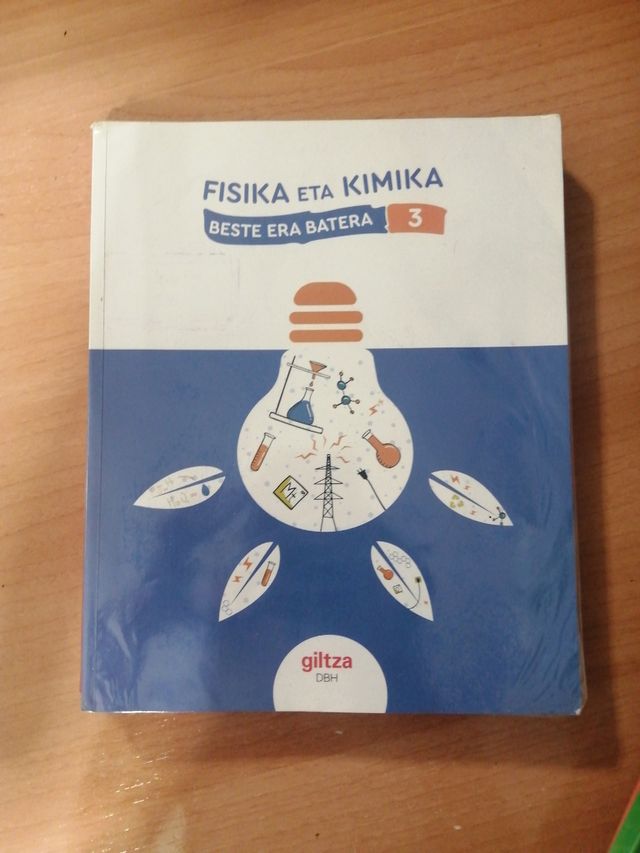 FISIKA ETA KIMIKA
BESTE ERA BATERA 3
giltza
DBH